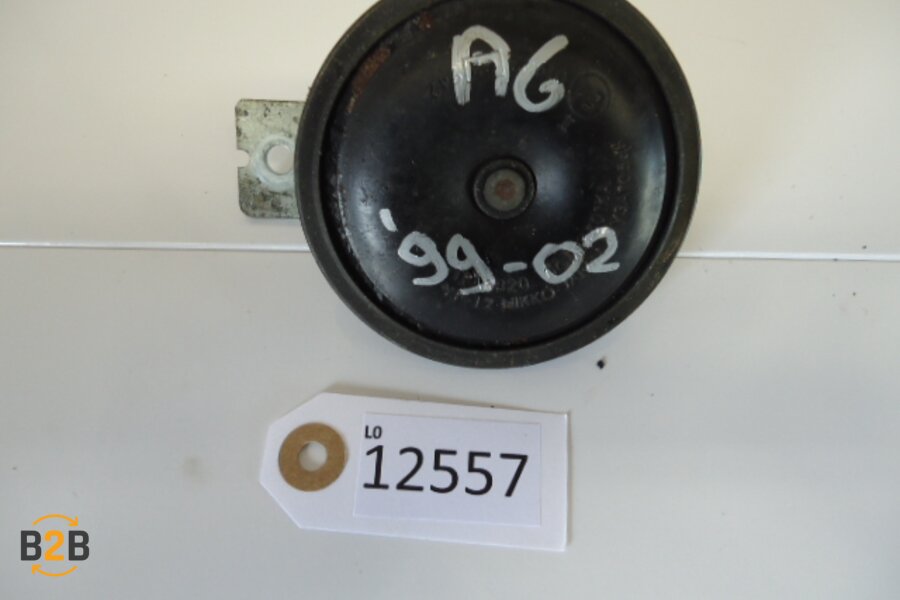 A6
'99-02
NIKKO
LO
12557
B2B